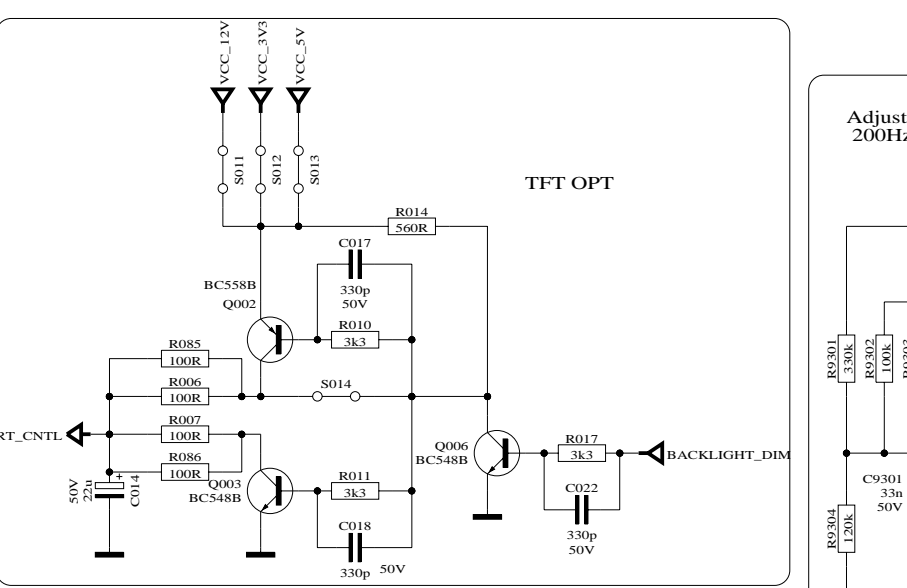 VCC_12V
VCC_3V3
VCC_5V
S011
S012
S013
TFT OPT
R014
560R
C017
330p
50V
BC558B
Q002
R010
3k3
R085
100R
R006
100R
S014
RT_CNTL
R007
100R
R086
100R
Q003
BC548B
50V
22u
+
C014
R011
3k3
C018
330p
50V
Q006
BC548B
R017
3k3
BACKLIGHT_DIM
C022
330p
50V
Adjust
200Hz
R9301
330k
R9302
100k
R9303
C9301
33n
50V
R9304
120k